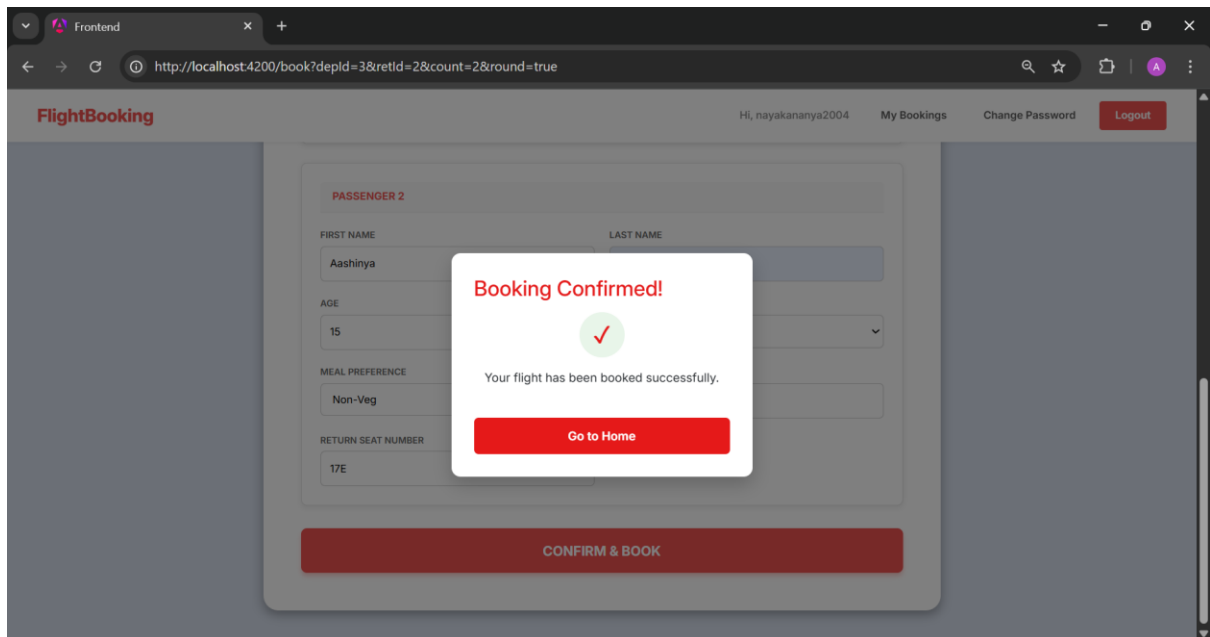 Frontend
http://localhost:4200/book?depId=3&retId=2&count=2&round=true
A
FlightBooking
Hi, nayakananya2004
My Bookings
Change Password
Logout
PASSENGER 2
FIRST NAME
LAST NAME
Aashinya
AGE
15
MEAL PREFERENCE
Non-Veg
RETURN SEAT NUMBER
17E
Booking Confirmed!
Your flight has been booked successfully.
Go to Home
CONFIRM & BOOK